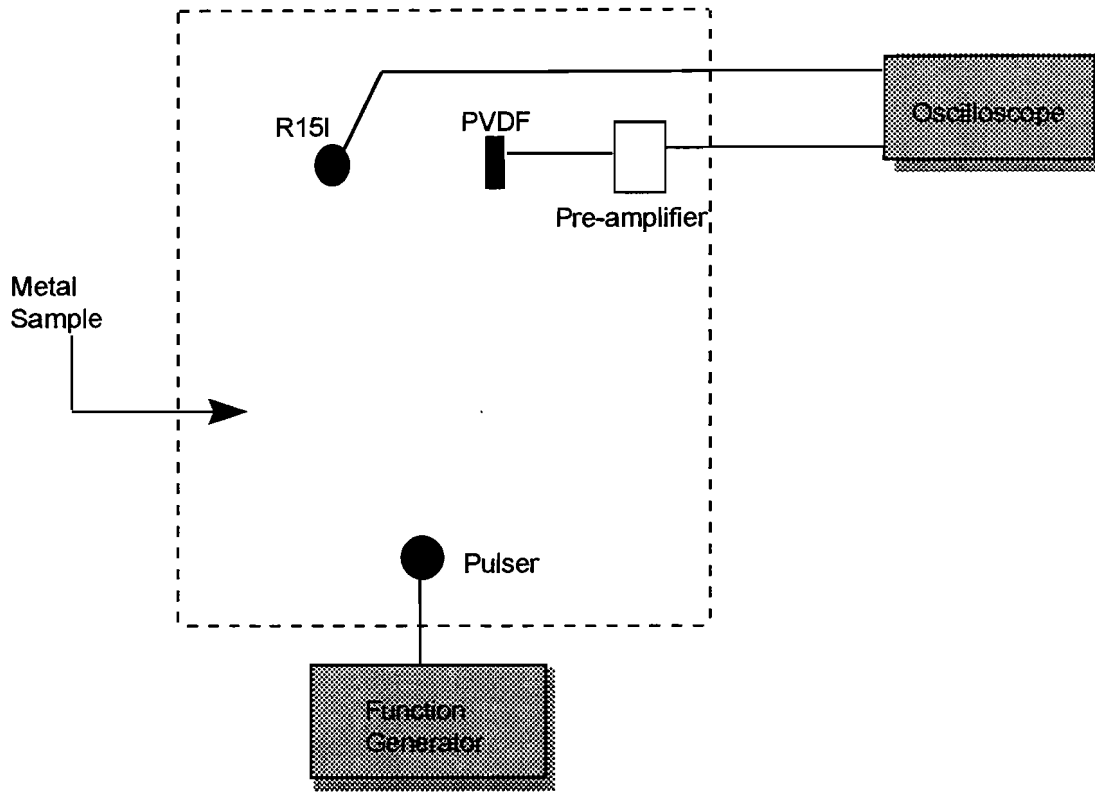 R15I
PVDF
Oscilloscope
Pre-amplifier
Metal
Sample
Pulser
Function
Generator